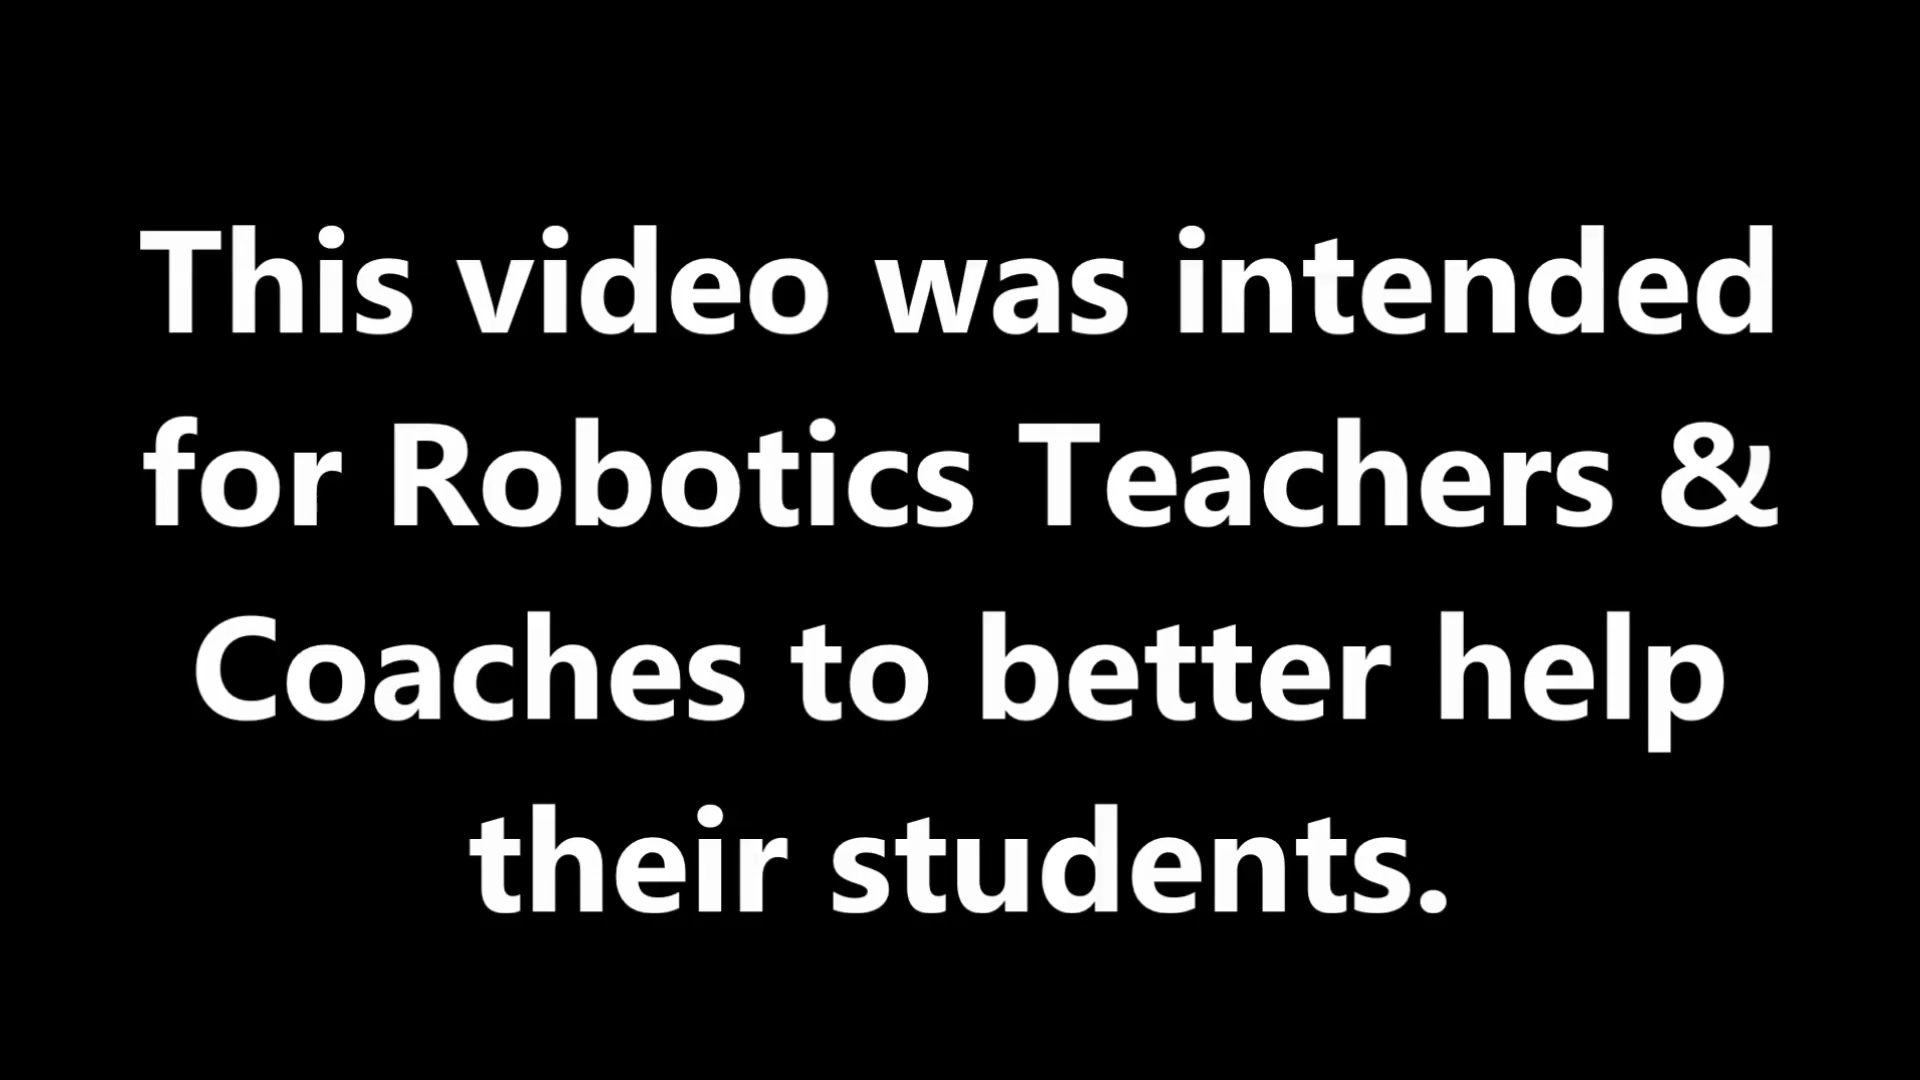 This video was intended
for Robotics Teachers &
Coaches to better help
their students.